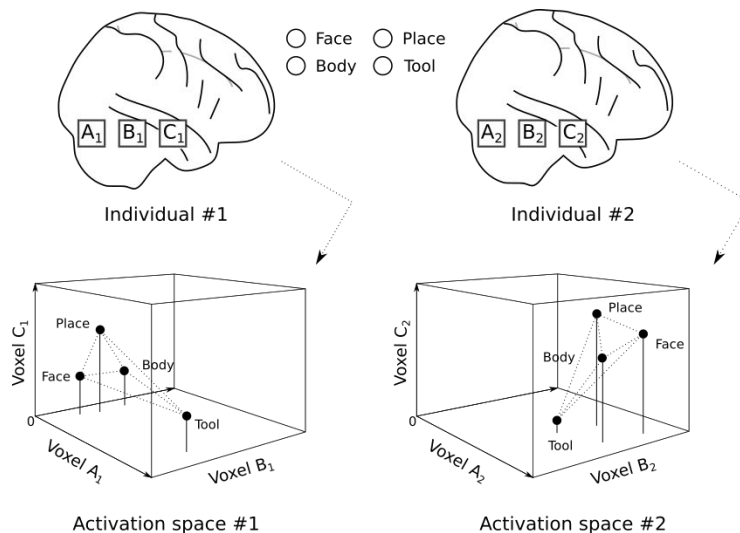 Face Place
Body Tool
A₁ B₁ C₁
A₂ B₂ C₂
Individual #1
Individual #2
Voxel C₁
Place
Face
Body
Tool
0
Voxel A₁
Voxel B₁
Activation space #1
Voxel C₂
Place
Face
Body
Tool
0
Voxel A₂
Voxel B₂
Activation space #2